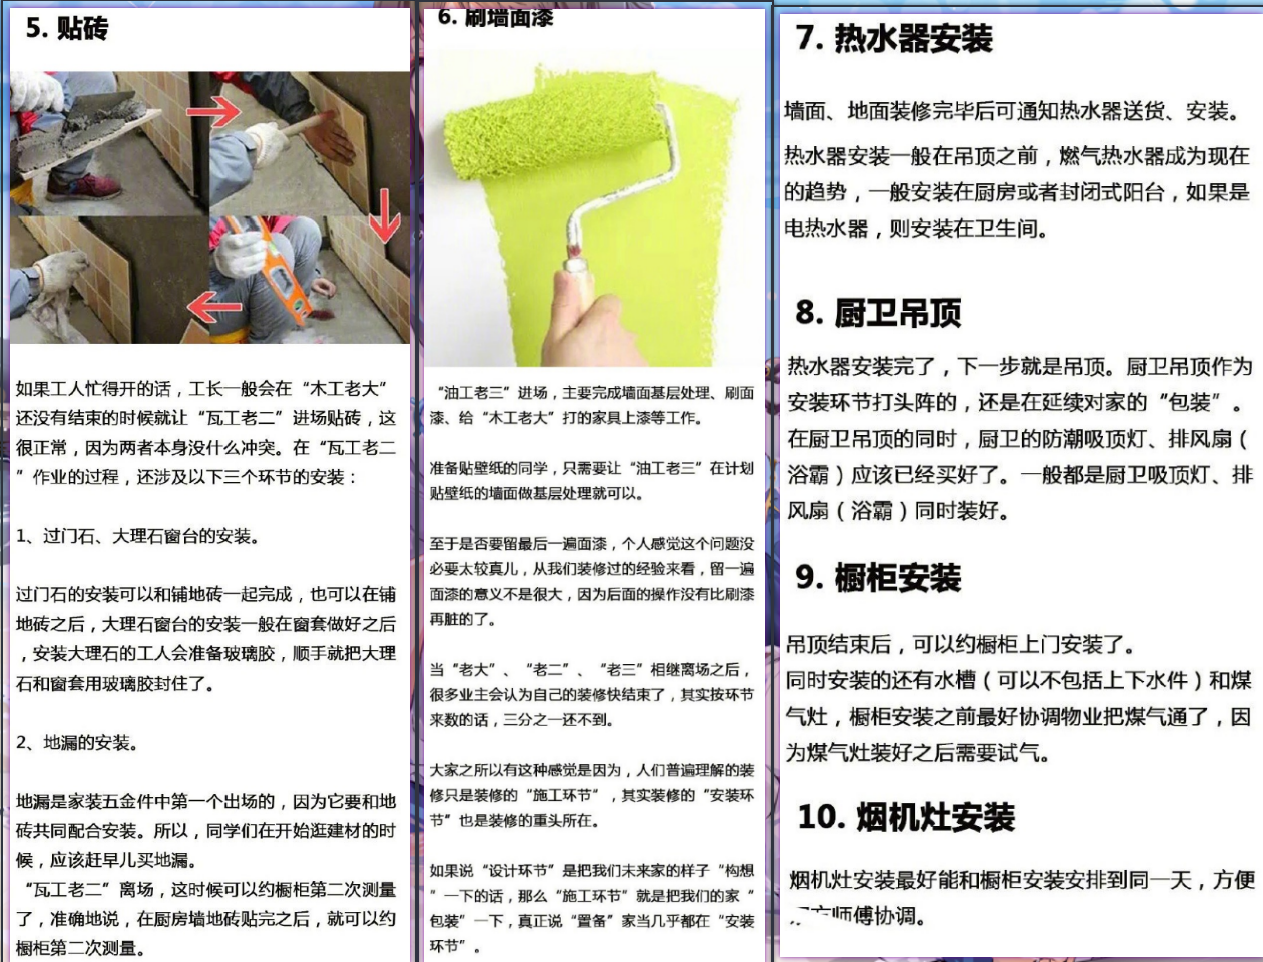 5. 贴砖
如果工人忙得开的话，工长一般会在“木工老大”
还没有结束的时候就让“瓦工老二”进场贴砖，这
很正常，因为两者本身没什么冲突。在“瓦工老二
”作业的过程，还涉及以下三个环节的安装：
1、过门石、大理石窗台的安装。
过门石的安装可以和铺地砖一起完成，也可以在铺
地砖之后，大理石窗台的安装一般在窗套做好之后
，安装大理石的工人会准备玻璃胶，顺手就把大理
石和窗套用玻璃胶封住了。
2、地漏的安装。
地漏是家装五金件中第一个出场的，因为它要和地
砖共同配合安装。所以，同学们在开始逛建材的时
候，应该赶早儿买地漏。
“瓦工老二”离场，这时候可以约橱柜第二次测量
了，准确地说，在厨房墙地砖贴完之后，就可以约
橱柜第二次测量。
6. 刷墙面漆
“油工老三”进场，主要完成墙面基层处理、刷面
漆、给“木工老大”打的家具上漆等工作。
准备贴壁纸的同学，只需要让“油工老三”在计划
贴壁纸的墙面做基层处理就可以。
至于是否要留最后一遍面漆，个人感觉这个问题没
必要太较真儿，从我们装修过的经验来看，留一遍
面漆的意义不是很大，因为后面的操作没有比刷漆
再脏的了。
当“老大”、“老二”、“老三”相继离场之后，
很多业主会认为自己的装修快结束了，其实按环节
来数的话，三分之一还不到。
大家之所以有这种感觉是因为，人们普遍理解的装
修只是装修的“施工环节”，其实装修的“安装环
节”也是装修的重头所在。
如果说“设计环节”是把我们未来家的样子“构想
”一下的话，那么“施工环节”就是把我们的家“
包装”一下，真正说“置备”家当几乎都在“安装
环节”。
7. 热水器安装
墙面、地面装修完毕后可通知热水器送货、安装。
热水器安装一般在吊顶之前，燃气热水器成为现在
的趋势，一般安装在厨房或者封闭式阳台，如果是
电热水器，则安装在卫生间。
8. 厨卫吊顶
热水器安装完了，下一步就是吊顶。厨卫吊顶作为
安装环节打头阵的，还是在延续对家的“包装”。
在厨卫吊顶的同时，厨卫的防潮吸顶灯、排风扇（
浴霸）应该已经买好了。一般都是厨卫吸顶灯、排
风扇（浴霸）同时装好。
9. 橱柜安装
吊顶结束后，可以约橱柜上门安装了。
同时安装的还有水槽（可以不包括上下水件）和煤
气灶，橱柜安装之前最好协调物业把煤气通了，因
为煤气灶装好之后需要试气。
10. 烟机灶安装
烟机灶安装最好能和橱柜安装安排到同一天，方便
师傅协调。